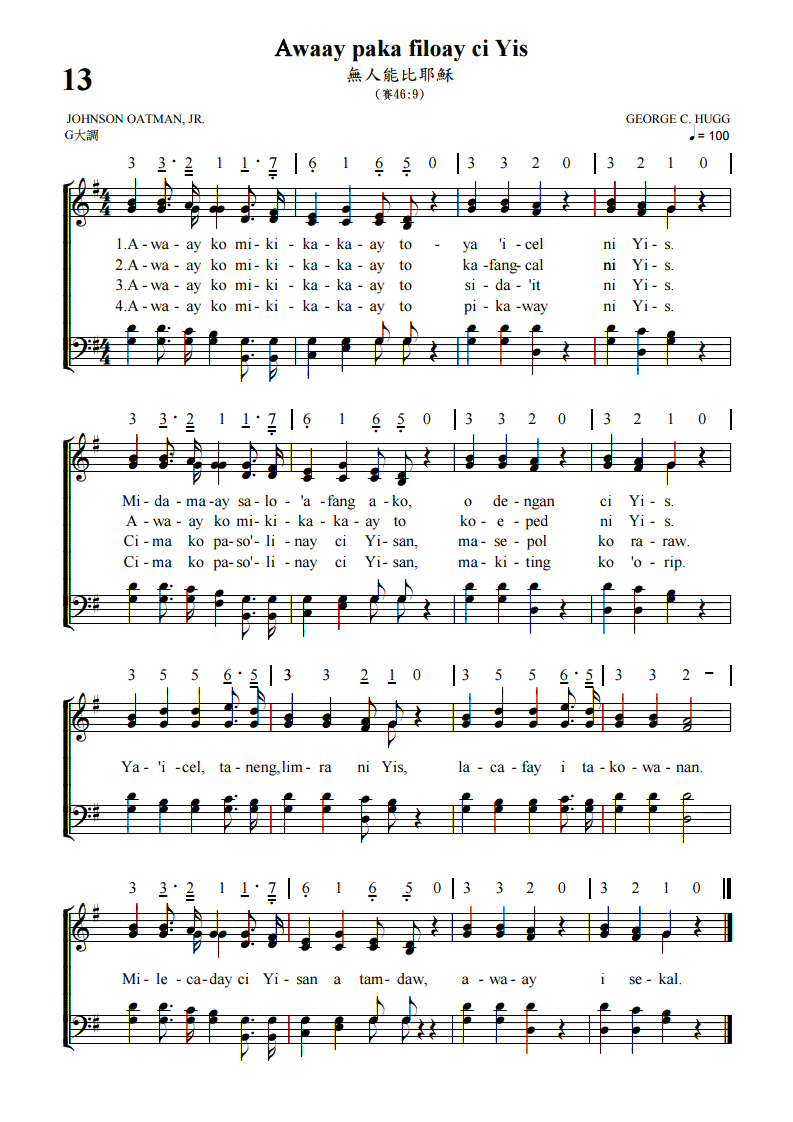 Awaay paka filoay ci Yis
13
無人能比耶穌
(賽46:9)
JOHNSON OATMAN, JR. GEORGE C. HUGG
G大調 ♩= 100
3 3· 2 1 1· 7 | 6 1 6 5 0 | 3 3 2 0 | 3 2 1 0 |
1.A-wa-ay ko mi-ki-ka-ka-ay to- ya 'i-cel ni Yi-s.
2.A-wa-ay ko mi-ki-ka-ka-ay to ka-fang-cal ni Yi-s.
3.A-wa-ay ko mi-ki-ka-ka-ay to si-da-'it ni Yi-s.
4.A-wa-ay ko mi-ki-ka-ka-ay to pi-ka-way ni Yi-s.
3 3· 2 1 1· 7 | 6 1 6 5 0 | 3 3 2 0 | 3 2 1 0 |
Mi-da-ma-ay sa-lo-'a-fang a-ko, o de-ngan ci Yi-s.
A-wa-ay ko mi-ki-ka-ka-ay to ko-e-ped ni Yi-s.
Ci-ma ko pa-so'-li-nay ci Yi-san, ma-se-pol ko ra-raw.
Ci-ma ko pa-so'-li-nay ci Yi-san, ma-ki-ting ko 'o-rip.
3 5 5 6·5 | 3 3 2 1 0 | 3 5 5 6·5 | 3 3 2 – |
Ya-'i-cel, ta-neng,lim-ra ni Yis, la-ca-fay i ta-ko-wa-nan.
3 3· 2 1 1· 7 | 6 1 6 5 0 | 3 3 2 0 | 3 2 1 0 ||
Mi-le-ca-day ci Yi-san a tam-daw, a-wa-ay i se-kal.